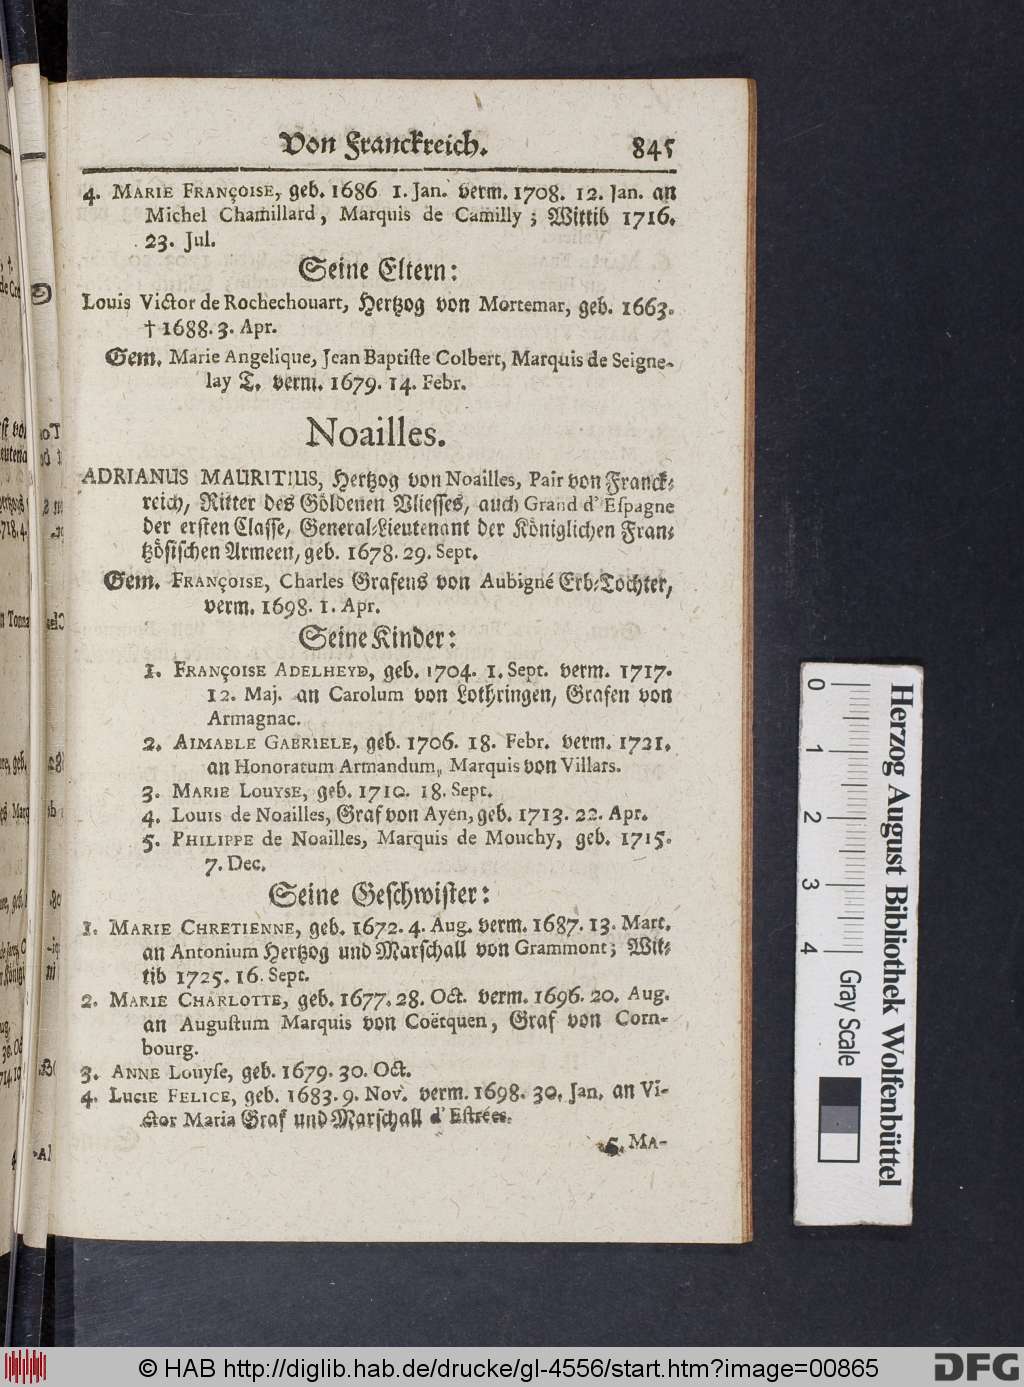 Von Franckreich. 845
4. MARIE FRANÇOISE, geb. 1686 1. Jan. verm. 1708. 12. Jan. an
Michel Chamillard, Marquis de Camilly; Wittib 1716.
23. Jul.
Seine Eltern:
Louis Victor de Rochechouart, Hertzog von Mortemar, geb. 1663.
† 1688. 3. Apr.
Gem. Marie Angelique, Jean Baptiste Colbert, Marquis de Seigne-
lay T. verm. 1679. 14. Febr.
Noailles.
ADRIANUS MAURITIUS, Hertzog von Noailles, Pair von Franck-
reich, Ritter des Göldenen Vliesses, auch Grand d' Espagne
der ersten Classe, General-Lieutenant der Königlichen Fran-
tzösischen Armeen, geb. 1678. 29. Sept.
Gem. FRANÇOISE, Charles Grafens von Aubigné Erb-Tochter,
verm. 1698. 1. Apr.
Seine Kinder:
1. FRANÇOISE ADELHEYD, geb. 1704. 1. Sept. verm. 1717.
12. Maj. an Carolum von Lothringen, Grafen von
Armagnac.
2. AIMABLE GABRIELE, geb. 1706. 18. Febr. verm. 1721.
an Honoratum Armandum, Marquis von Villars.
3. MARIE LOUYSE, geb. 1710. 18. Sept.
4. LOUIS de Noailles, Graf von Ayen, geb. 1713. 22. Apr.
5. PHILIPPE de Noailles, Marquis de Mouchy, geb. 1715.
7. Dec.
Seine Geschwister:
1. MARIE CHRETIENNE, geb. 1672. 4. Aug. verm. 1687. 13. Mart.
an Antonium Hertzog und Marschall von Grammont; Wit-
tib 1725. 16. Sept.
2. MARIE CHARLOTTE, geb. 1677. 28. Oct. verm. 1696. 20. Aug.
an Augustum Marquis von Coëtquen, Graf von Corn-
bourg.
3. ANNE Louyse, geb. 1679. 30. Oct.
4. LUCIE FELICE, geb. 1683. 9. Nov. verm. 1698. 30. Jan. an Vi-
ctor Maria Graf und Marschall d' Estrées.
5. MA-
Herzog August Bibliothek Wolfenbüttel
0 1 2 3 4 Gray Scale
© HAB http://diglib.hab.de/drucke/gl-4556/start.htm?image=00865
DFG